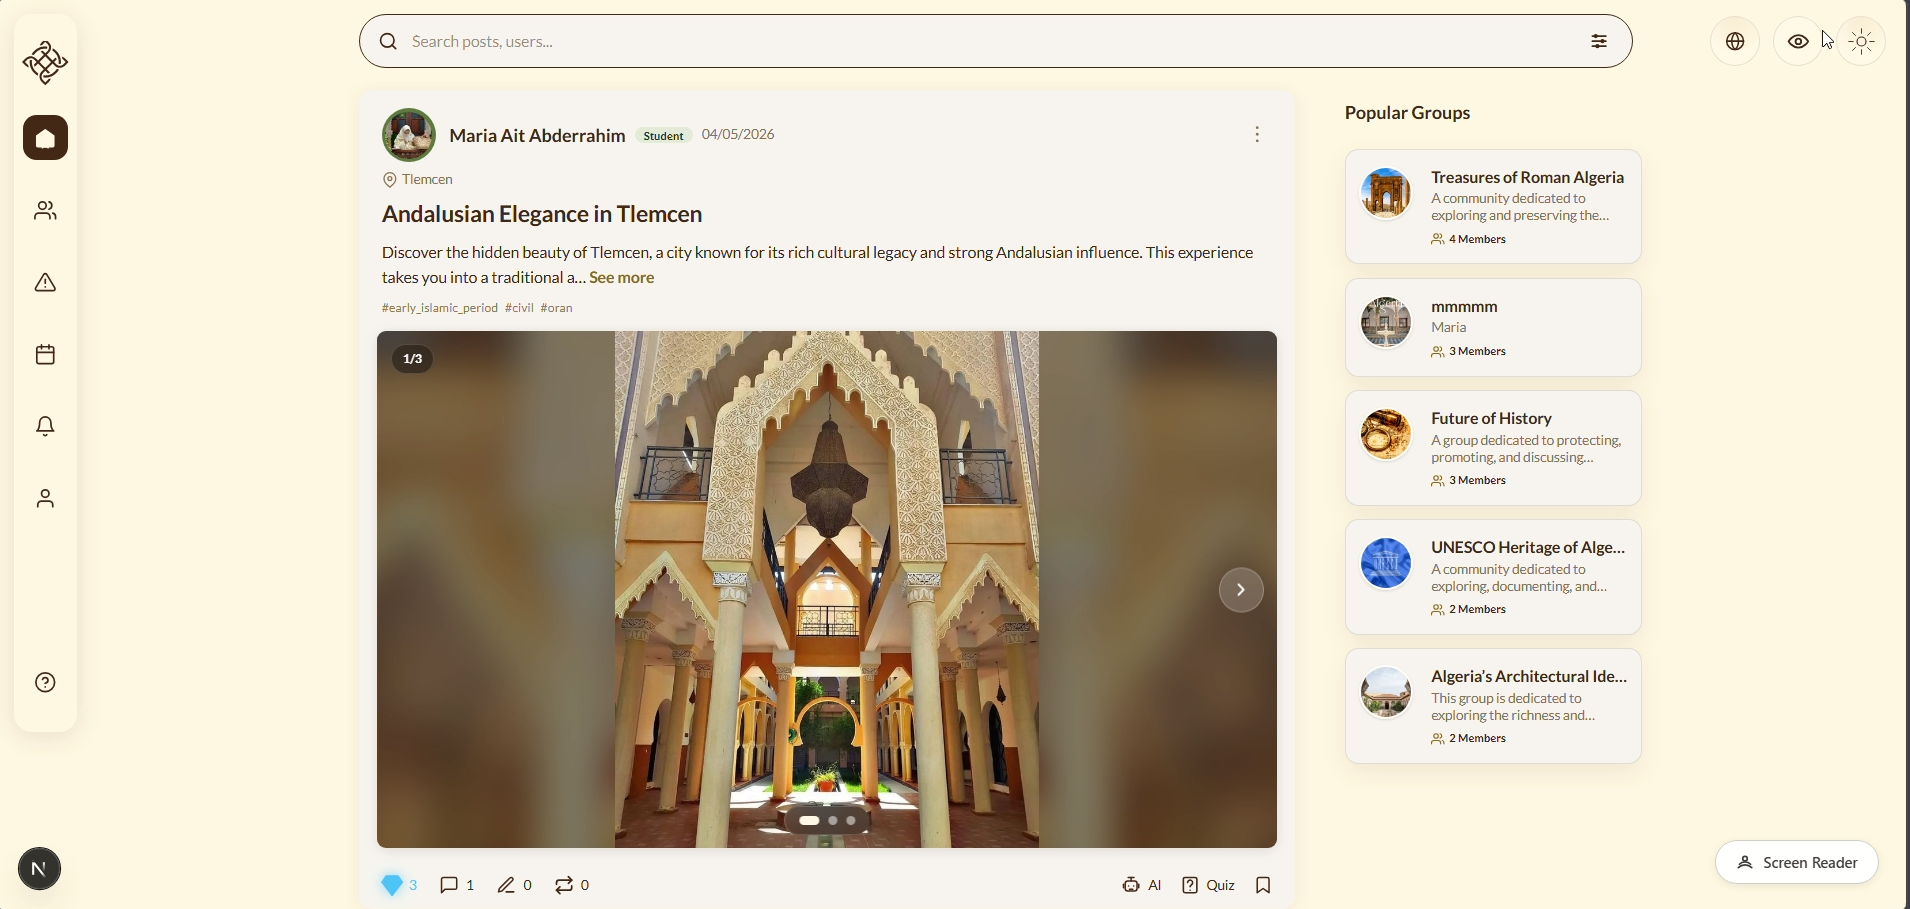 Search posts, users...
Maria Ait Abderrahim Student 04/05/2026
Tlemcen
Andalusian Elegance in Tlemcen
Discover the hidden beauty of Tlemcen, a city known for its rich cultural legacy and strong Andalusian influence. This experience
takes you into a traditional a... See more
#early_islamic_period #civil #oran
1/3
3 1 0 0 AI Quiz
Popular Groups
Treasures of Roman Algeria
A community dedicated to
exploring and preserving the...
4 Members
mmmmm
Maria
3 Members
Future of History
A group dedicated to protecting,
promoting, and discussing...
3 Members
UNESCO Heritage of Alge...
A community dedicated to
exploring, documenting, and...
2 Members
Algeria's Architectural Ide...
This group is dedicated to
exploring the richness and...
2 Members
N
Screen Reader